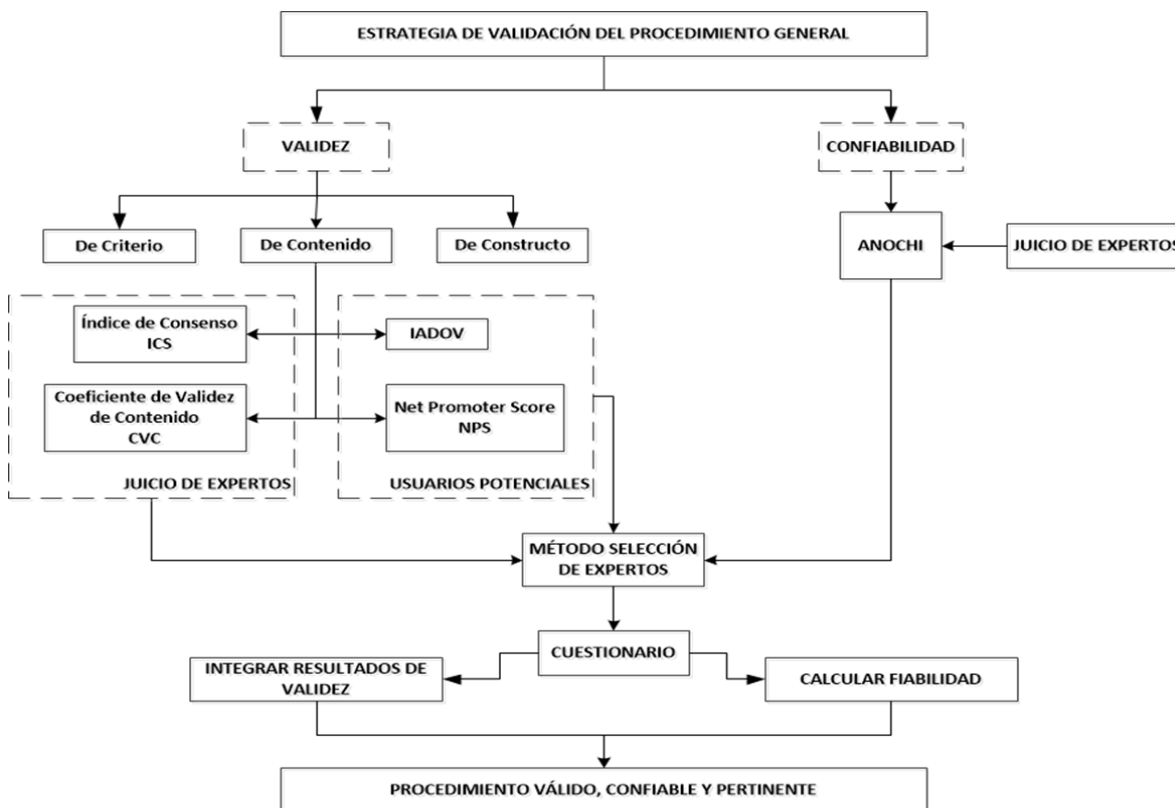 ESTRATEGIA DE VALIDACIÓN DEL PROCEDIMIENTO GENERAL
VALIDEZ
CONFIABILIDAD
De Criterio
De Contenido
De Constructo
ANOCHI
JUICIO DE EXPERTOS
Índice de Consenso
ICS
IADOV
Coeficiente de Validez
de Contenido
CVC
Net Promoter Score
NPS
JUICIO DE EXPERTOS
USUARIOS POTENCIALES
MÉTODO SELECCIÓN
DE EXPERTOS
CUESTIONARIO
INTEGRAR RESULTADOS DE
VALIDEZ
CALCULAR FIABILIDAD
PROCEDIMIENTO VÁLIDO, CONFIABLE Y PERTINENTE